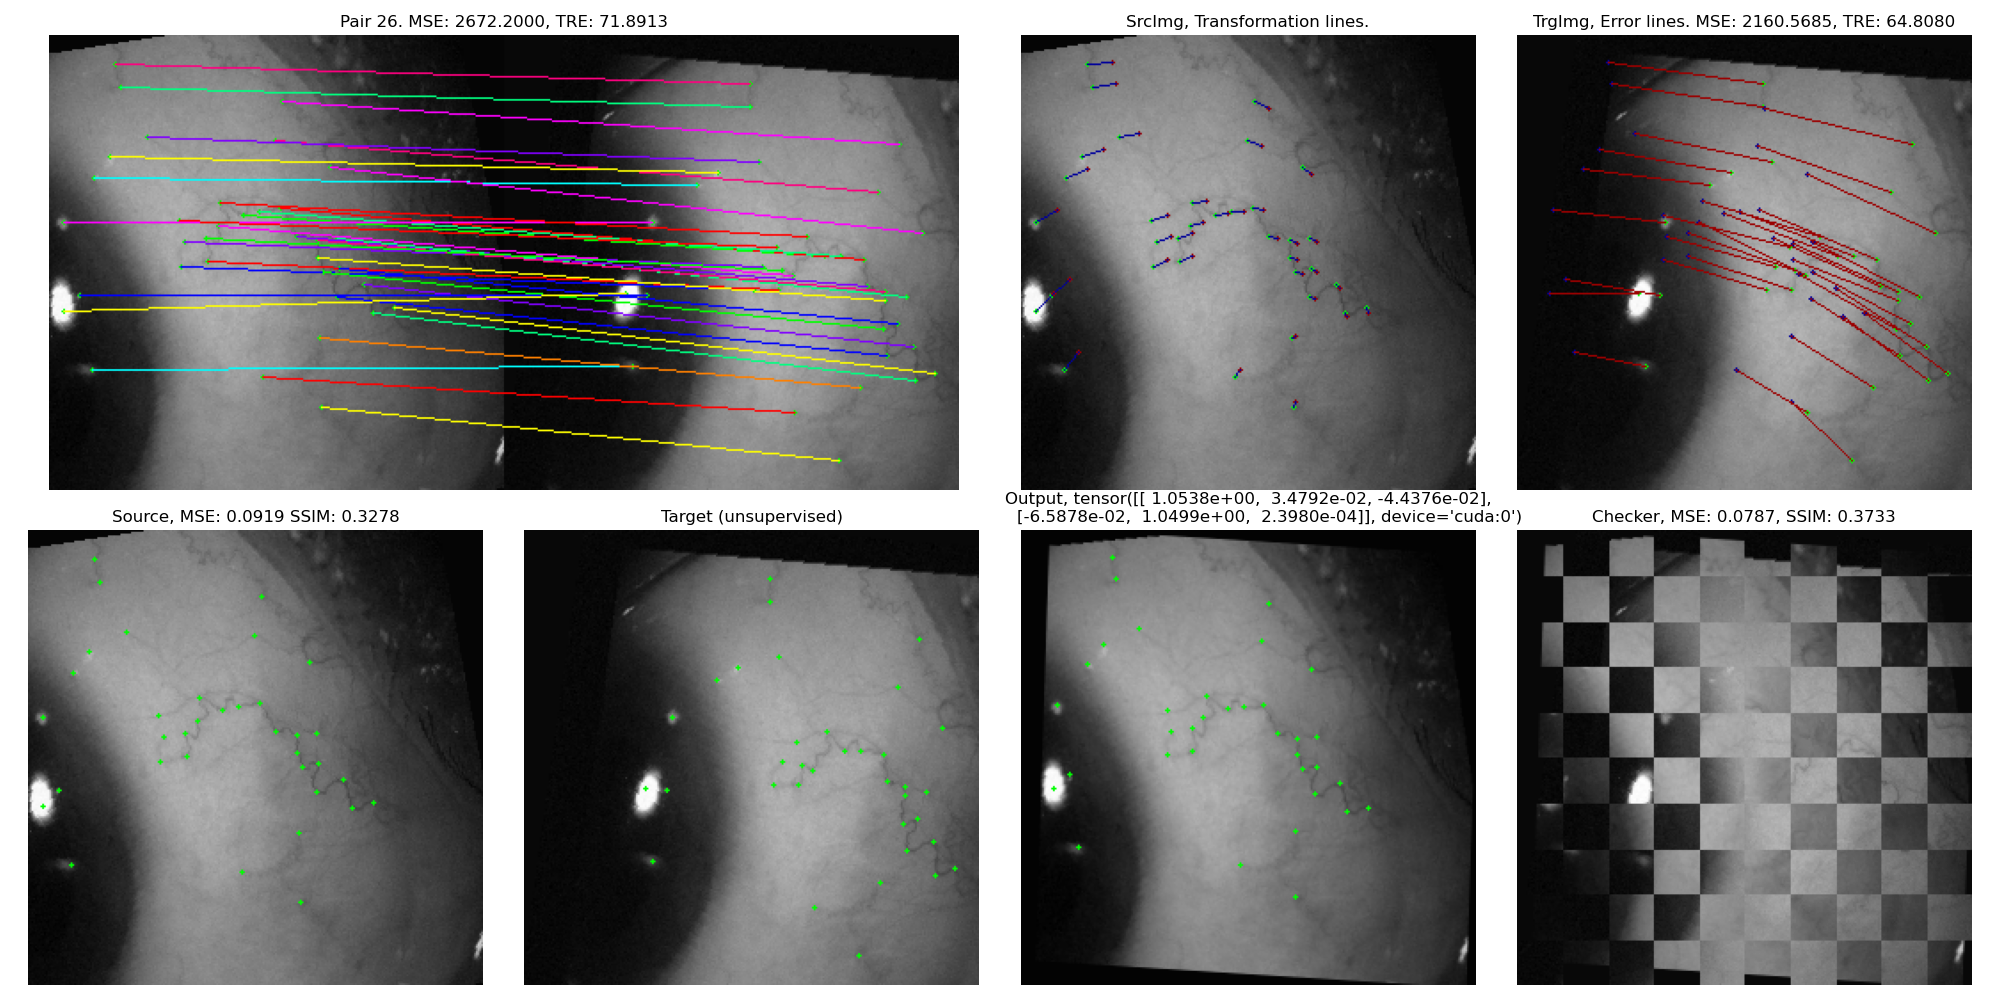 Pair 26. MSE: 2672.2000, TRE: 71.8913
SrcImg, Transformation lines.
TrgImg, Error lines. MSE: 2160.5685, TRE: 64.8080
Source, MSE: 0.0919 SSIM: 0.3278
Target (unsupervised)
Output, tensor([[ 1.0538e+00,  3.4792e-02, -4.4376e-02],
[-6.5878e-02,  1.0499e+00,  2.3980e-04]], device='cuda:0')
Checker, MSE: 0.0787, SSIM: 0.3733